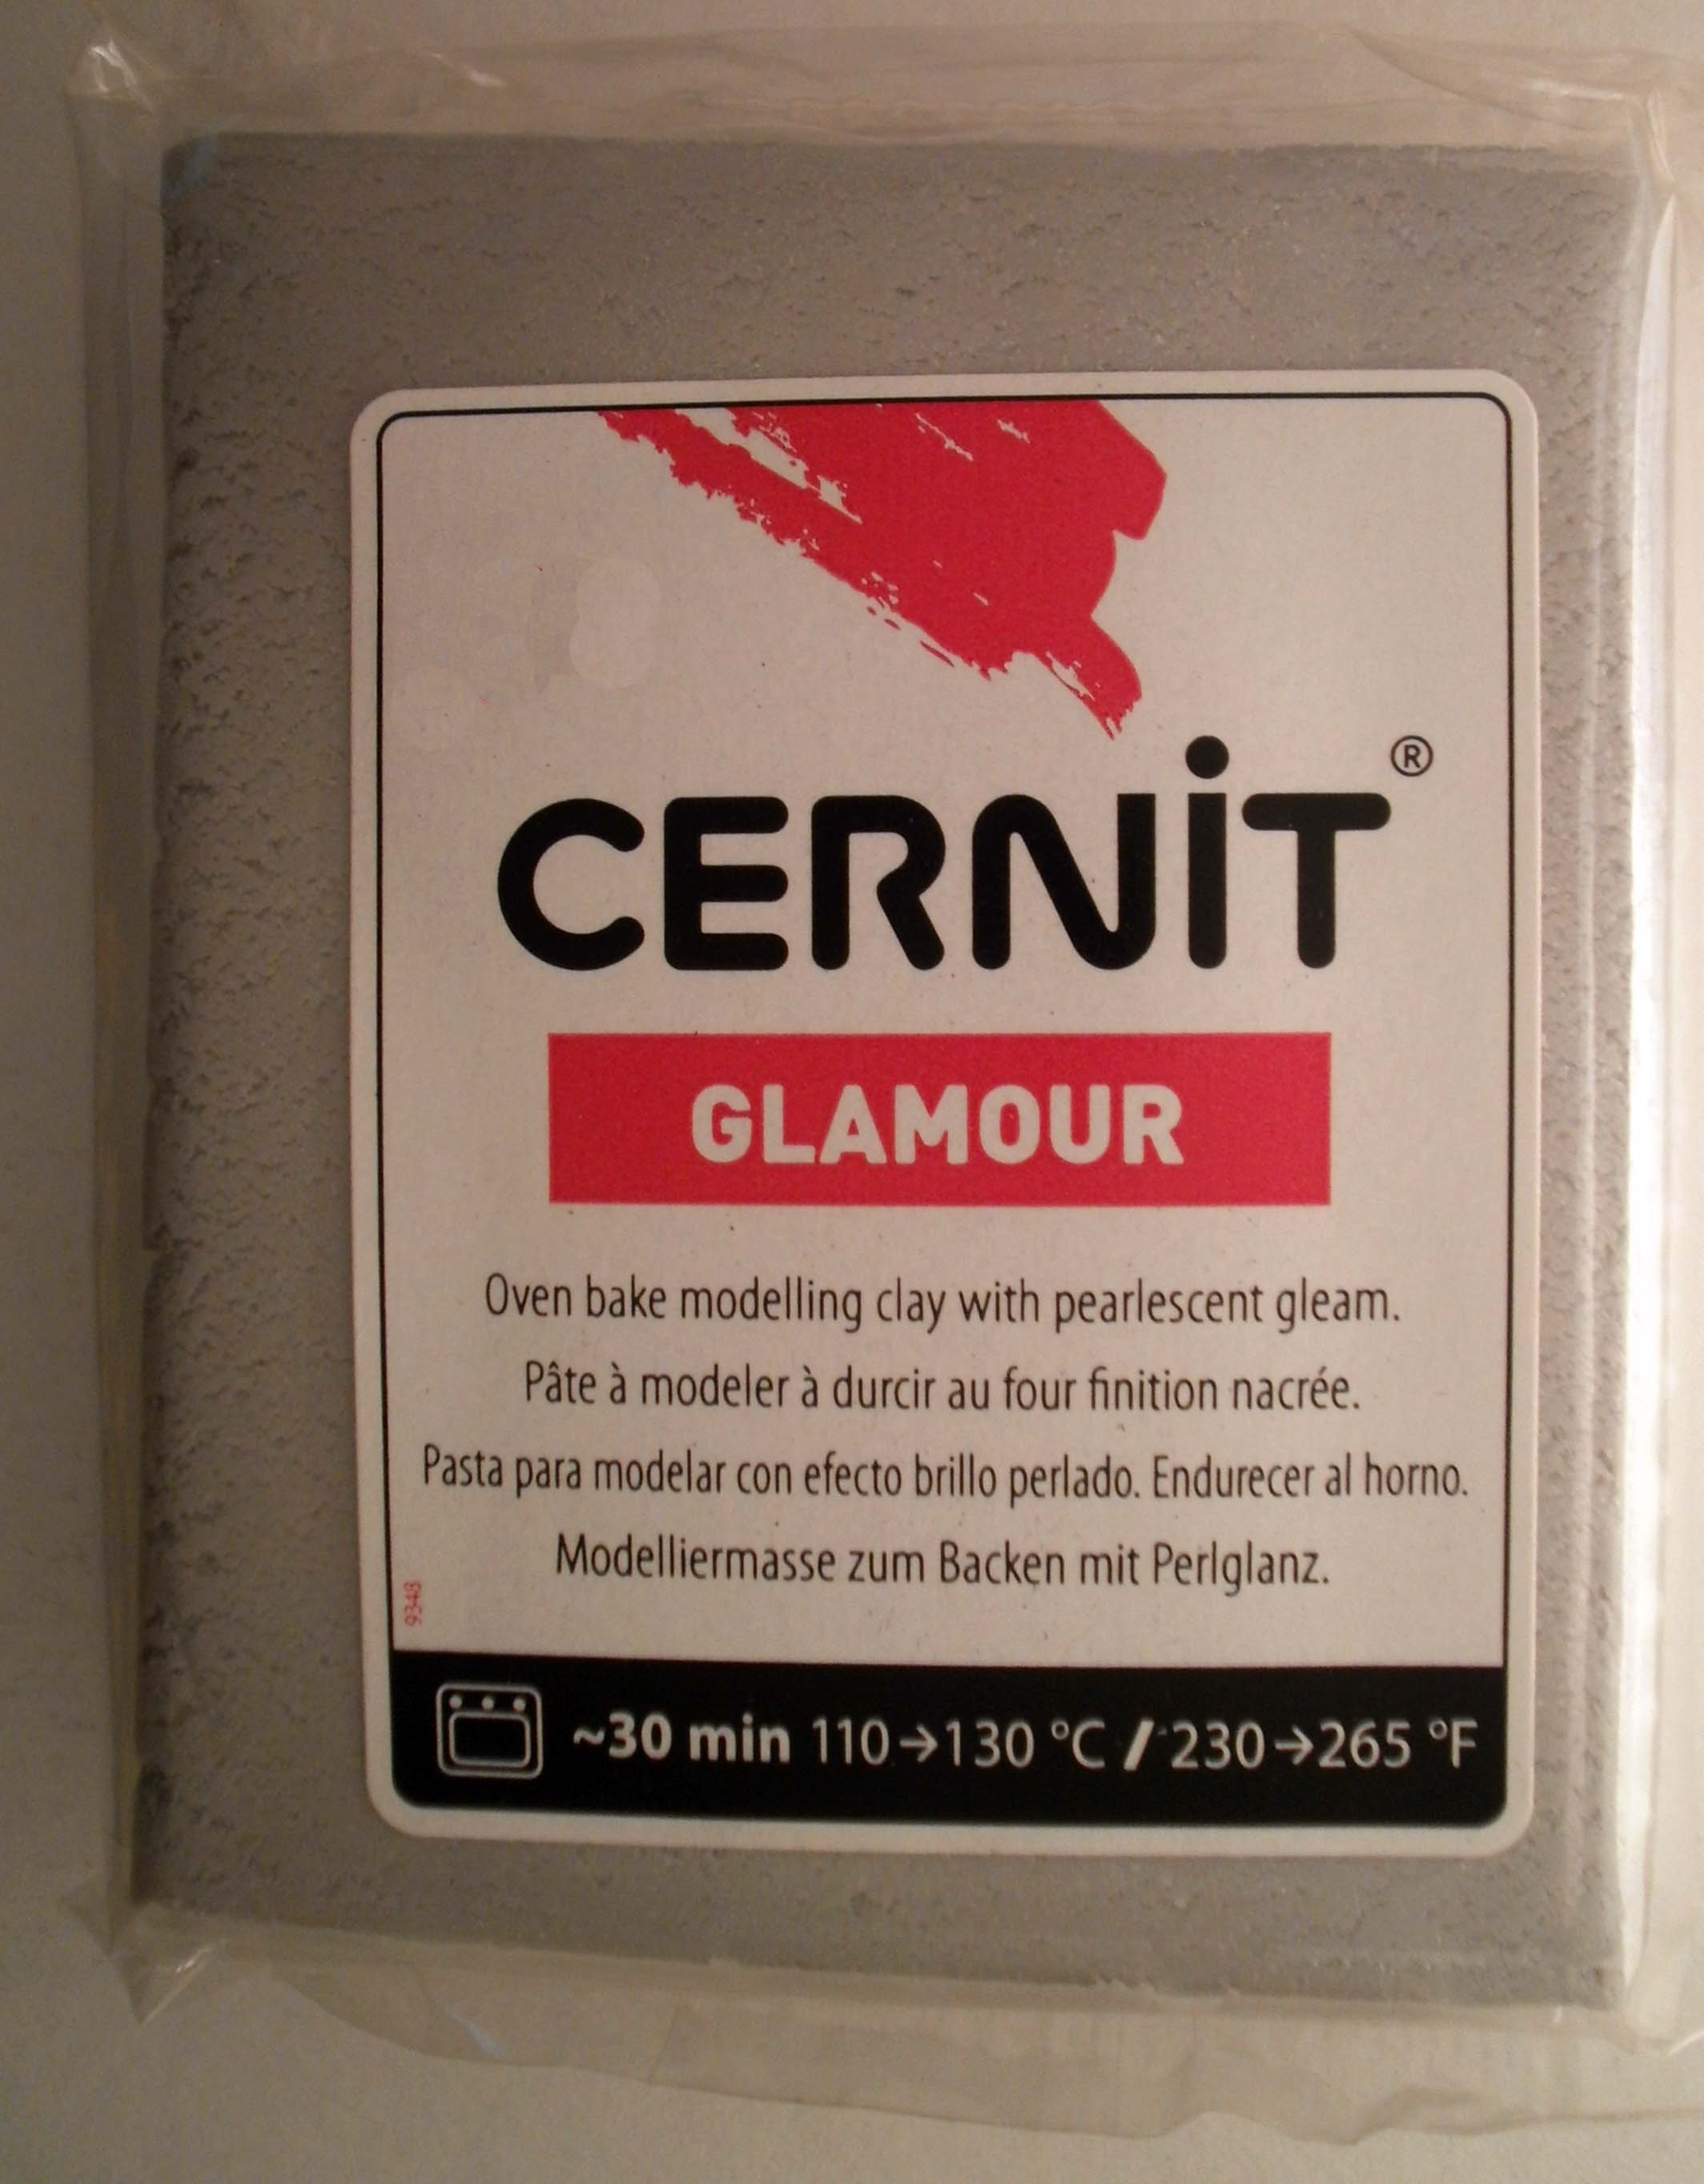 CERNiT®
GLAMOUR
Oven bake modelling clay with pearlescent gleam.
Pâte à modeler à durcir au four finition nacrée.
Pasta para modelar con efecto brillo perlado. Endurecer al horno.
Modelliermasse zum Backen mit Perlglanz.
9348
~30 min 110→130 °C / 230→265 °F